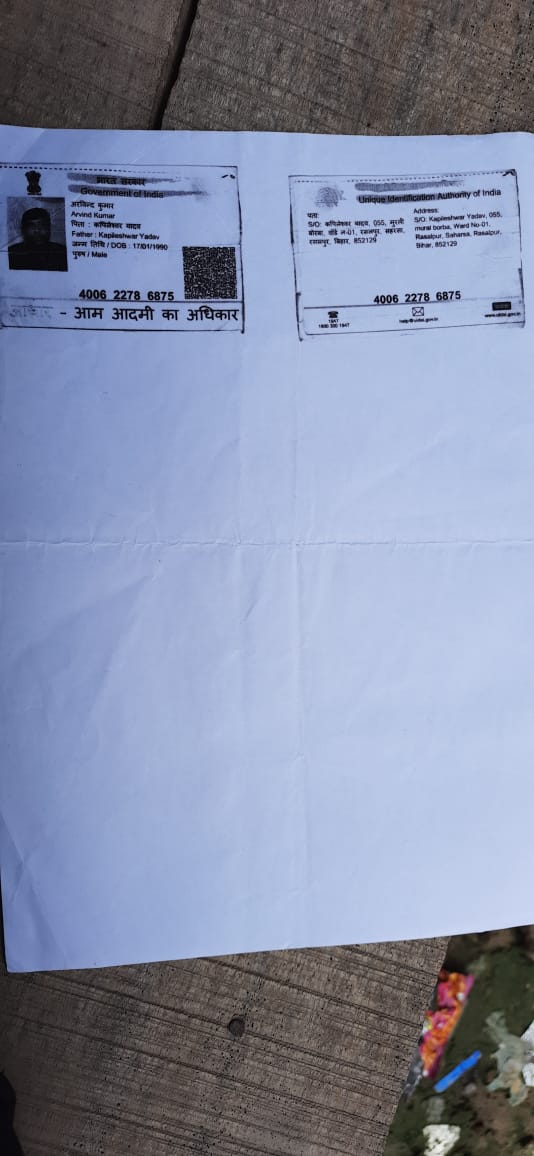 भारत सरकार
Government of India
अरविन्द कुमार
Arvind Kumar
पिता : कपिलेश्वर यादव
Father : Kapileshwar Yadav
जन्म तिथि / DOB : 17/01/1990
पुरुष / Male
4006 2278 6875
आधार - आम आदमी का अधिकार
Unique Identification Authority of India
पता:
S/O: कपिलेश्वर यादव, 055, मुरली
वार्ड नं-01, रसलपुर, सहरसा,
रसलपुर, बिहार, 852129
Address:
S/O: Kapileshwar Yadav, 055,
mural borba, Ward No-01,
Rasalpur, Saharsa, Rasalpur,
Bihar, 852129
4006 2278 6875
1947
1800 300 1947
help@uidai.gov.in
www.uidai.gov.in